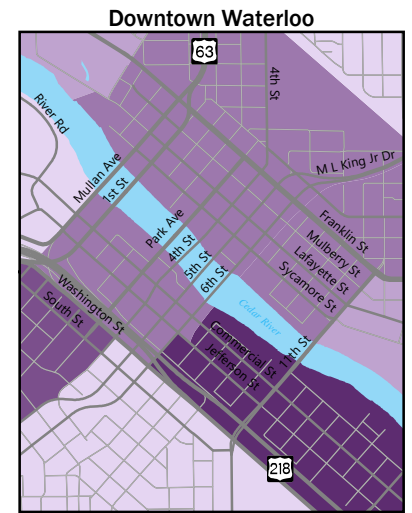 Downtown Waterloo
63
4th St
River Rd
M L King Jr Dr
Mullan Ave
1st St
Park Ave
4th St
5th St
6th St
Franklin St
Mulberry St
Lafayette St
Sycamore St
Washington St
South St
Cedar River
Commercial St
Jefferson St
11th St
218